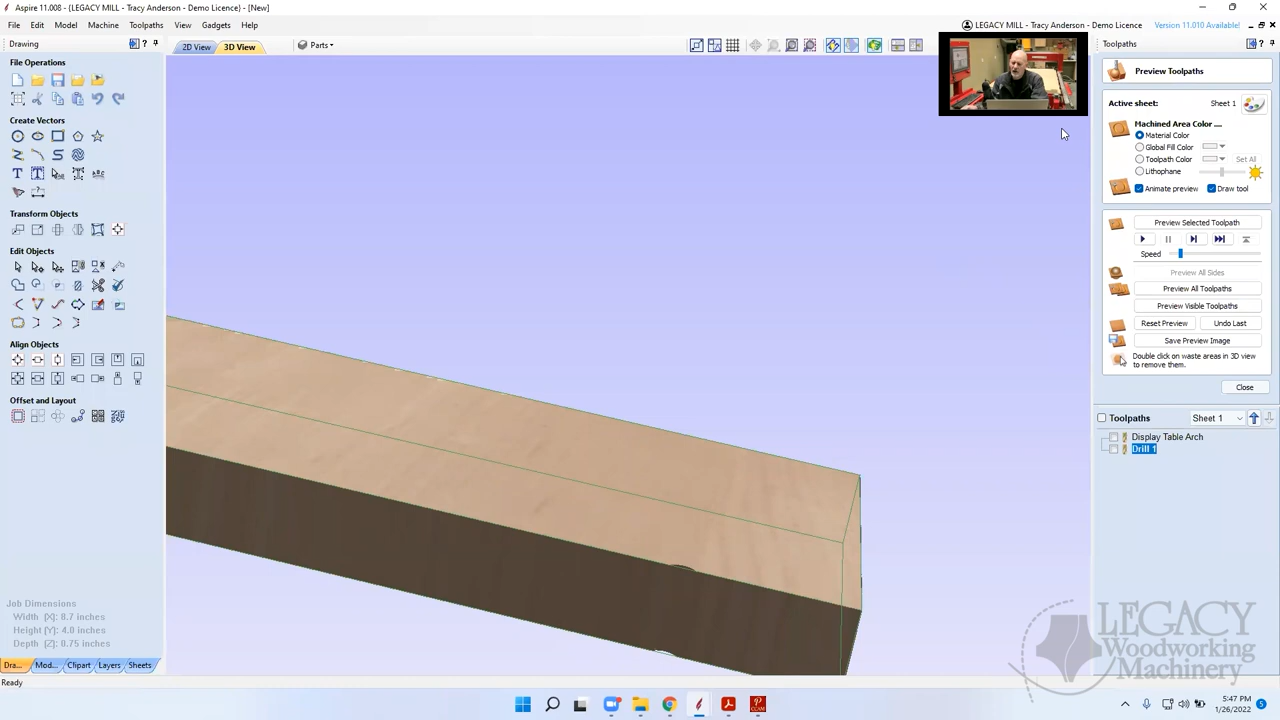 Aspire 11.008 - (LEGACY MILL - Tracy Anderson - Demo Licence) - [New]
File Edit Model Machine Toolpaths View Gadgets Help
LEGACY MILL - Tracy Anderson - Demo Licence
Version 11.010 Available!
Drawing
2D View
3D View
Parts
Toolpaths
File Operations
Create Vectors
Transform Objects
Edit Objects
Align Objects
Offset and Layout
Job Dimensions
Width [X]: 8.7 inches
Height [Y]: 4.0 inches
Depth [Z]: 0.75 inches
Dra... Mod... Clipart Layers Sheets
Ready
Preview Toolpaths
Active sheet: Sheet 1
Machined Area Color ....
Material Color
Global Fill Color
Toolpath Color Set All
Lithophane
Animate preview Draw tool
Preview Selected Toolpath
Speed
Preview All Sides
Preview All Toolpaths
Preview Visible Toolpaths
Reset Preview Undo Last
Save Preview Image
Double click on waste areas in 3D view
to remove them.
Close
Toolpaths Sheet 1
Display Table Arch
Drill 1
LEGACY
Woodworking
Machinery
5:47 PM
1/26/2022
5